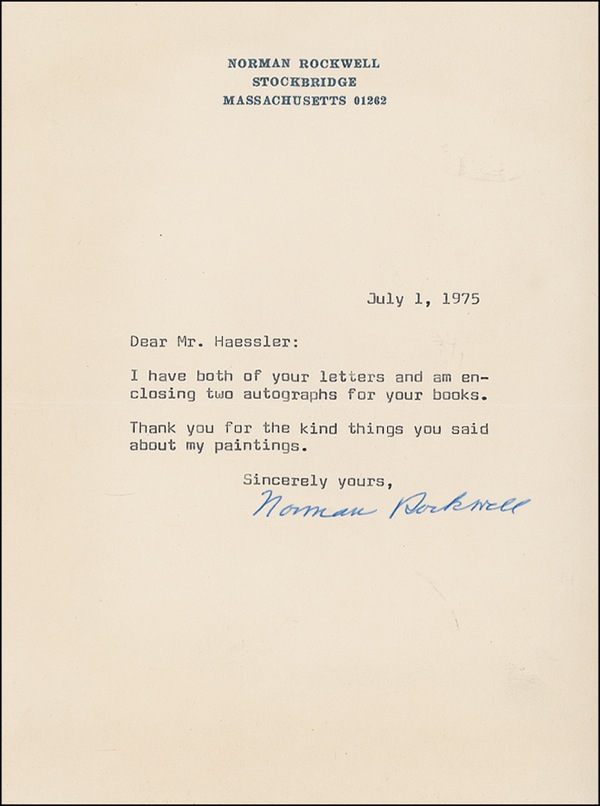 NORMAN ROCKWELL
STOCKBRIDGE
MASSACHUSETTS 01262
July 1, 1975
Dear Mr. Haessler:
I have both of your letters and am en-
closing two autographs for your books.
Thank you for the kind things you said
about my paintings.
Sincerely yours,
Norman Rockwell